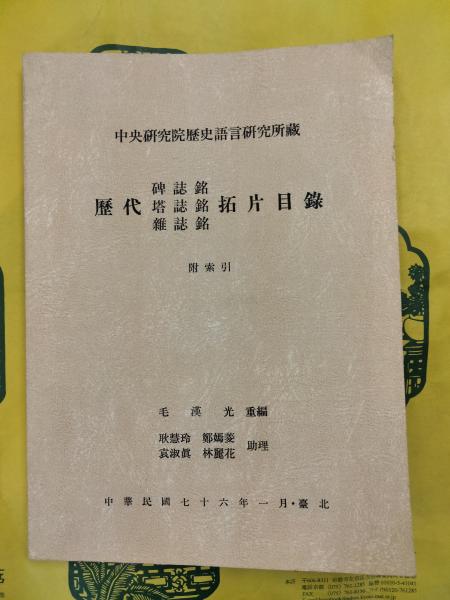 中央研究院歷史語言研究所藏
碑誌銘
歷代塔誌銘拓片目錄
雜誌銘
附索引
毛漢光重編
耿慧玲 鄭嫣菱
袁淑眞 林麗花 助理
中華民國七十六年一月·臺北